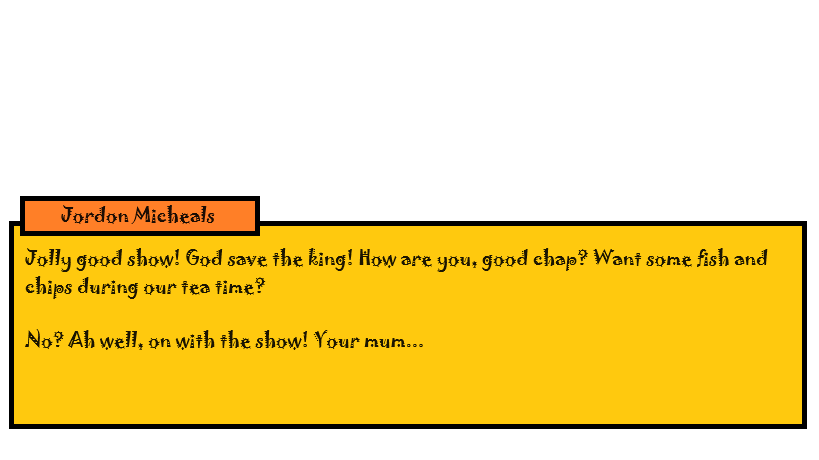 Jordon Micheals
Jolly good show! God save the king! How are you, good chap? Want some fish and
chips during our tea time?
No? Ah well, on with the show! Your mum...